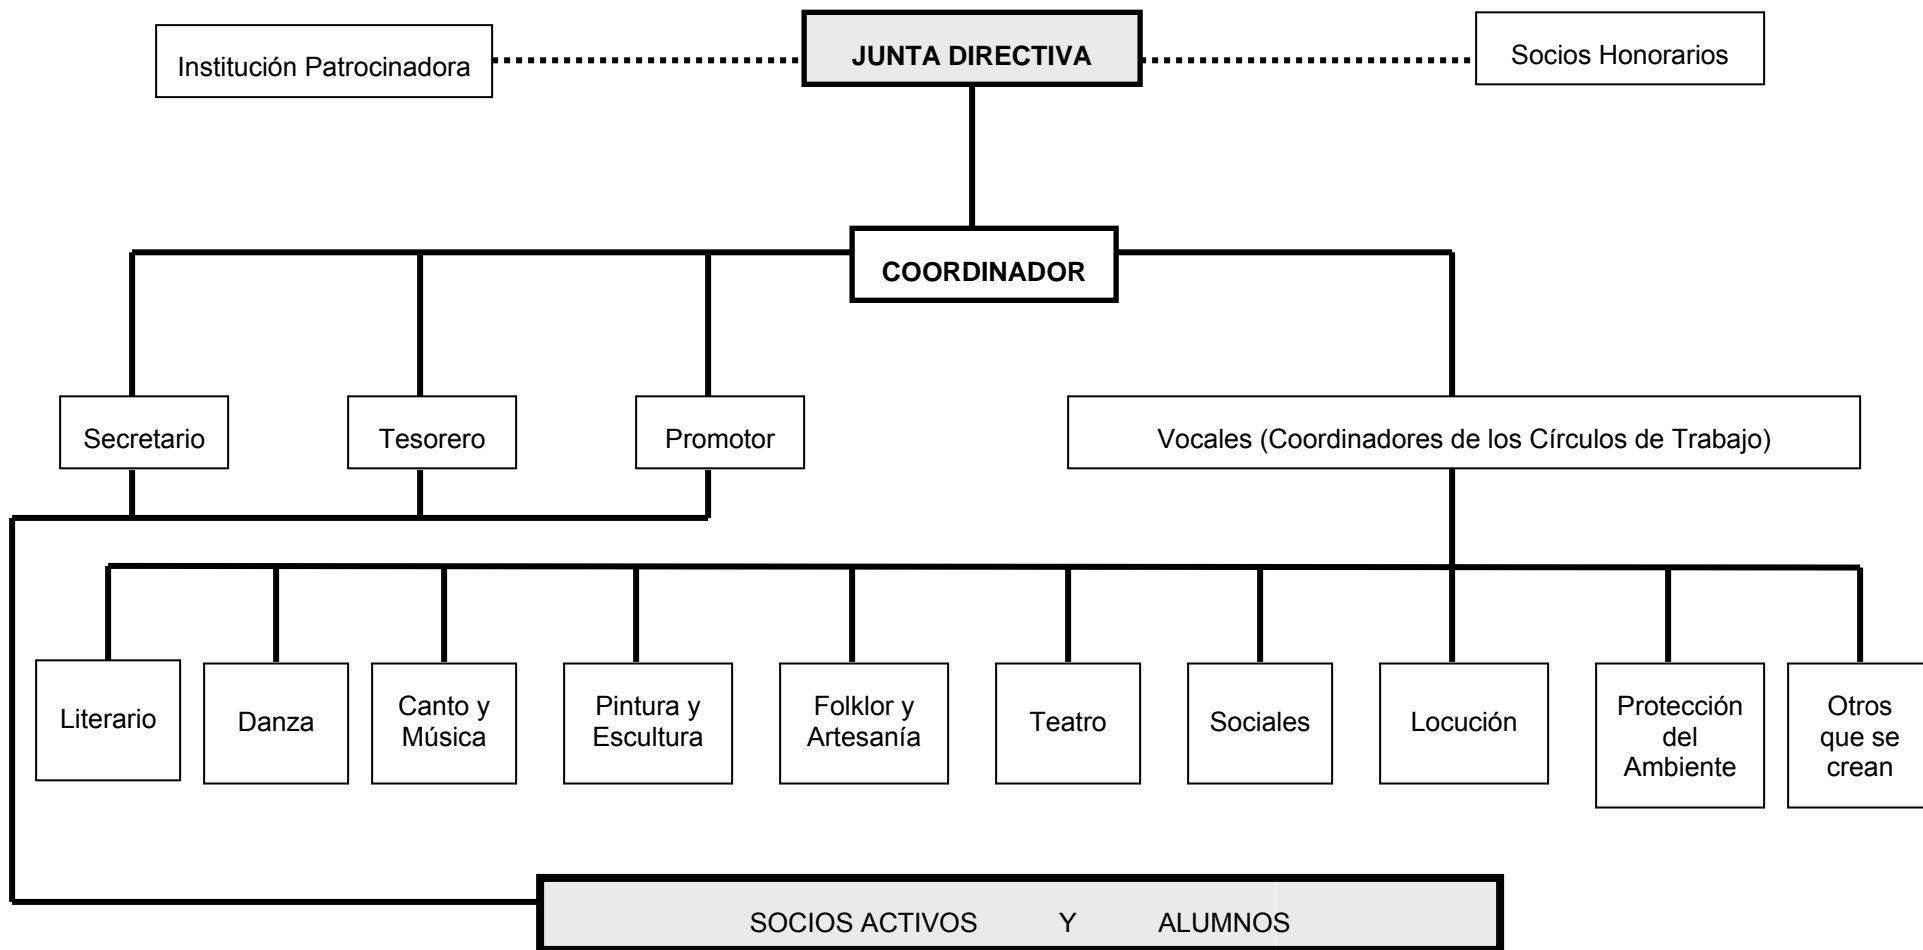 Institución Patrocinadora
JUNTA DIRECTIVA
Socios Honorarios
COORDINADOR
Secretario
Tesorero
Promotor
Vocales (Coordinadores de los Círculos de Trabajo)
Literario
Danza
Canto y
Música
Pintura y
Escultura
Folklor y
Artesanía
Teatro
Sociales
Locución
Protección
del
Ambiente
Otros
que se
crean
SOCIOS ACTIVOS Y ALUMNOS